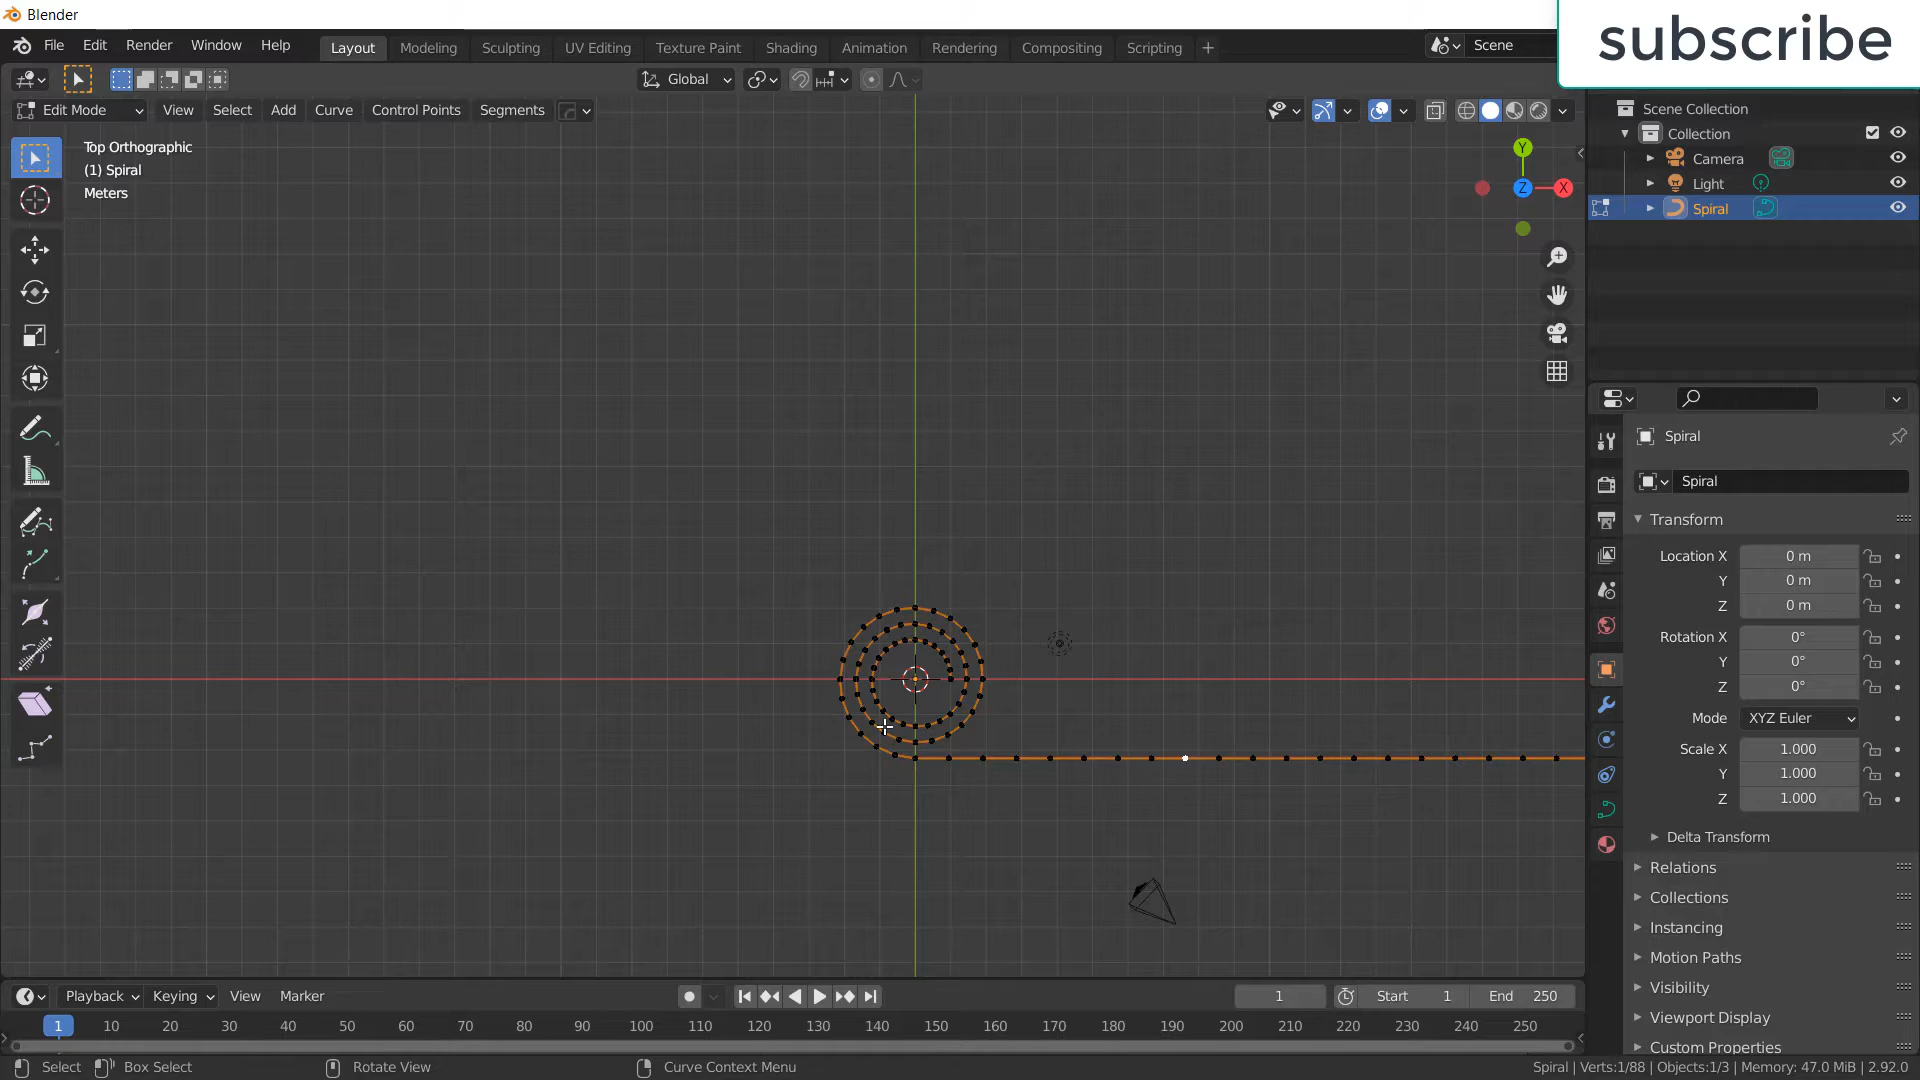 Blender
subscribe
File Edit Render Window Help
Layout Modeling Sculpting UV Editing Texture Paint Shading Animation Rendering Compositing Scripting +
Scene
Global
Edit Mode View Select Add Curve Control Points Segments
Top Orthographic
(1) Spiral
Meters
Y
Z
X
Scene Collection
Collection
Camera
Light
Spiral
Spiral
Spiral
Transform
Location X 0 m
Y 0 m
Z 0 m
Rotation X 0°
Y 0°
Z 0°
Mode XYZ Euler
Scale X 1.000
Y 1.000
Z 1.000
Delta Transform
Relations
Collections
Instancing
Motion Paths
Visibility
Viewport Display
Custom Properties
Playback Keying View Marker
1 Start 1 End 250
1 10 20 30 40 50 60 70 80 90 100 110 120 130 140 150 160 170 180 190 200 210 220 230 240 250
Select Box Select Rotate View Curve Context Menu
Spiral | Verts:1/88 | Objects:1/3 | Memory: 47.0 MiB | 2.92.0